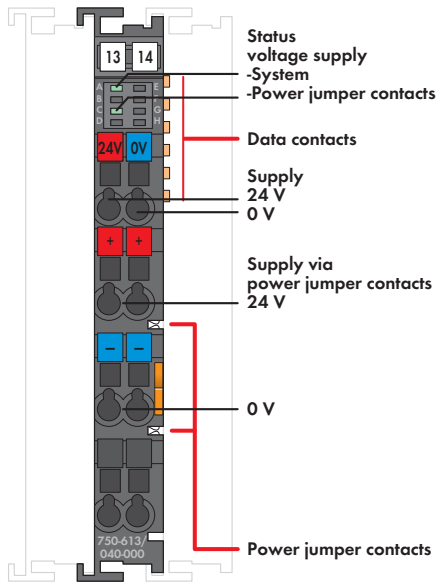 13 14
Status
voltage supply
-System
-Power jumper contacts
A E
B F
C G
D H
Data contacts
24V 0V
Supply
24 V
0 V
+ +
Supply via
power jumper contacts
24 V
– –
0 V
750-613/
040-000
Power jumper contacts